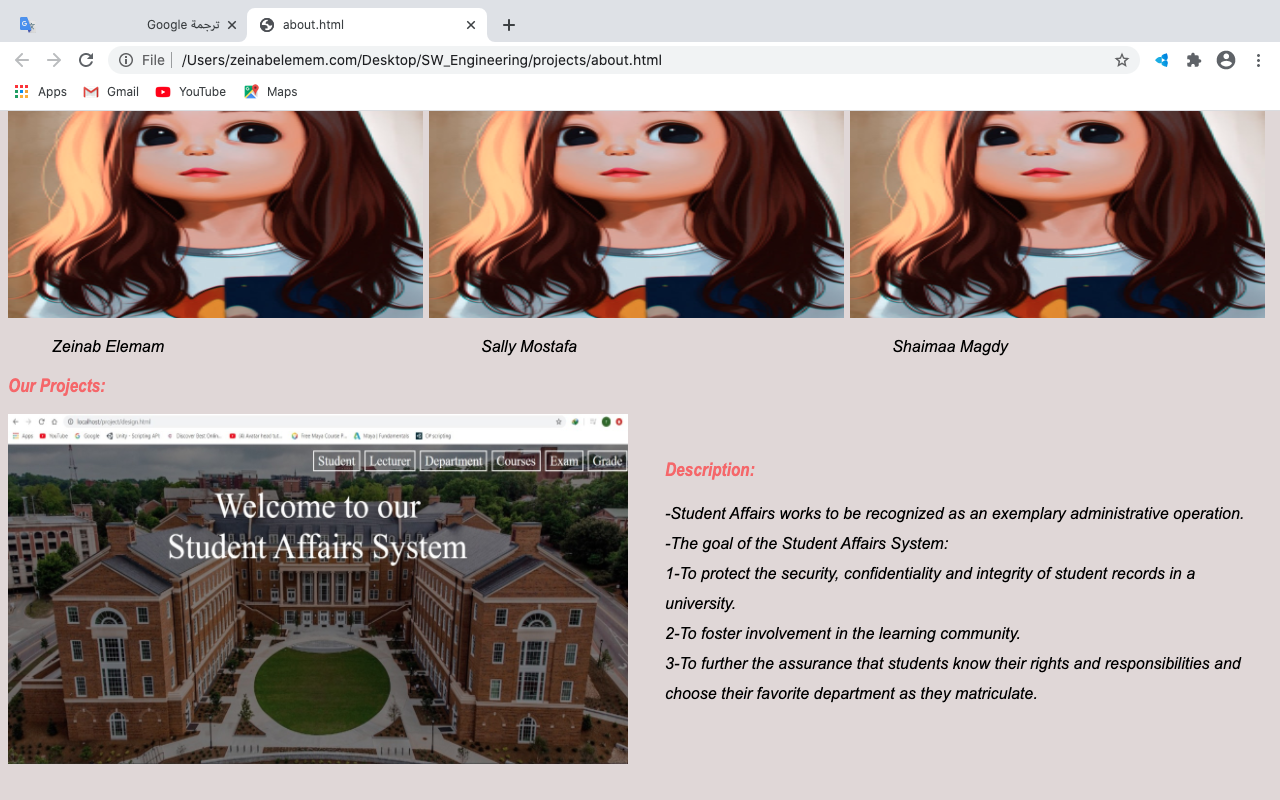 ترجمة Google
about.html
File
/Users/zeinabelemem.com/Desktop/SW_Engineering/projects/about.html
Apps
Gmail
YouTube
Maps
Zeinab Elemam
Sally Mostafa
Shaimaa Magdy
Our Projects:
localhost/project/design.html
Apps
YouTube
Google
Unity - Scripting API
Discover Best Onlin...
Free Maya Course P...
Maya | Fundamentals
C# scripting
Student
Lecturer
Department
Courses
Exam
Grade
Welcome to our
Student Affairs System
Description:
-Student Affairs works to be recognized as an exemplary administrative operation.
-The goal of the Student Affairs System:
1-To protect the security, confidentiality and integrity of student records in a
university.
2-To foster involvement in the learning community.
3-To further the assurance that students know their rights and responsibilities and
choose their favorite department as they matriculate.